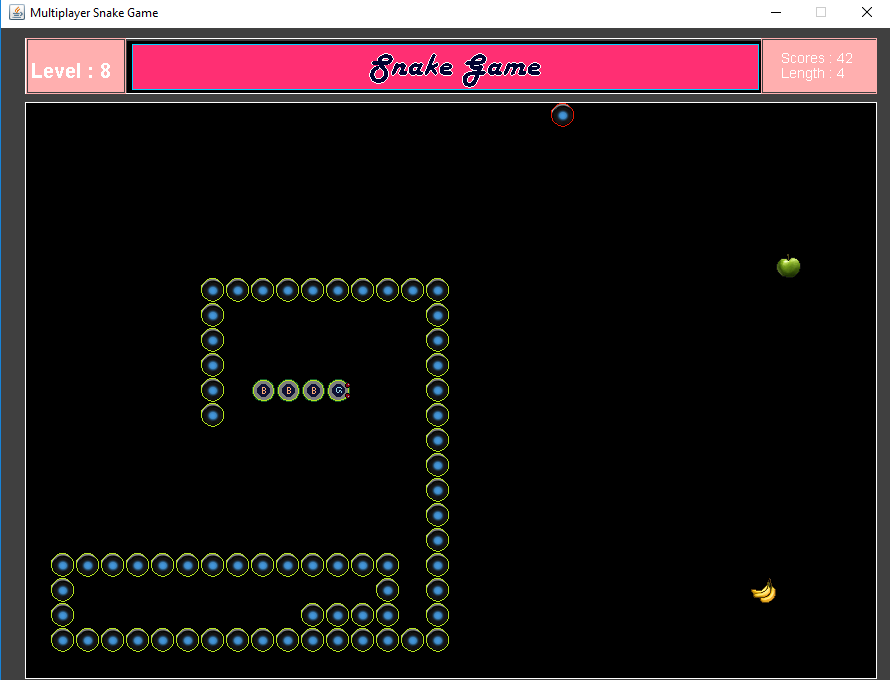 Multiplayer Snake Game
Level : 8
Snake Game
Scores : 42
Length : 4
B B B G